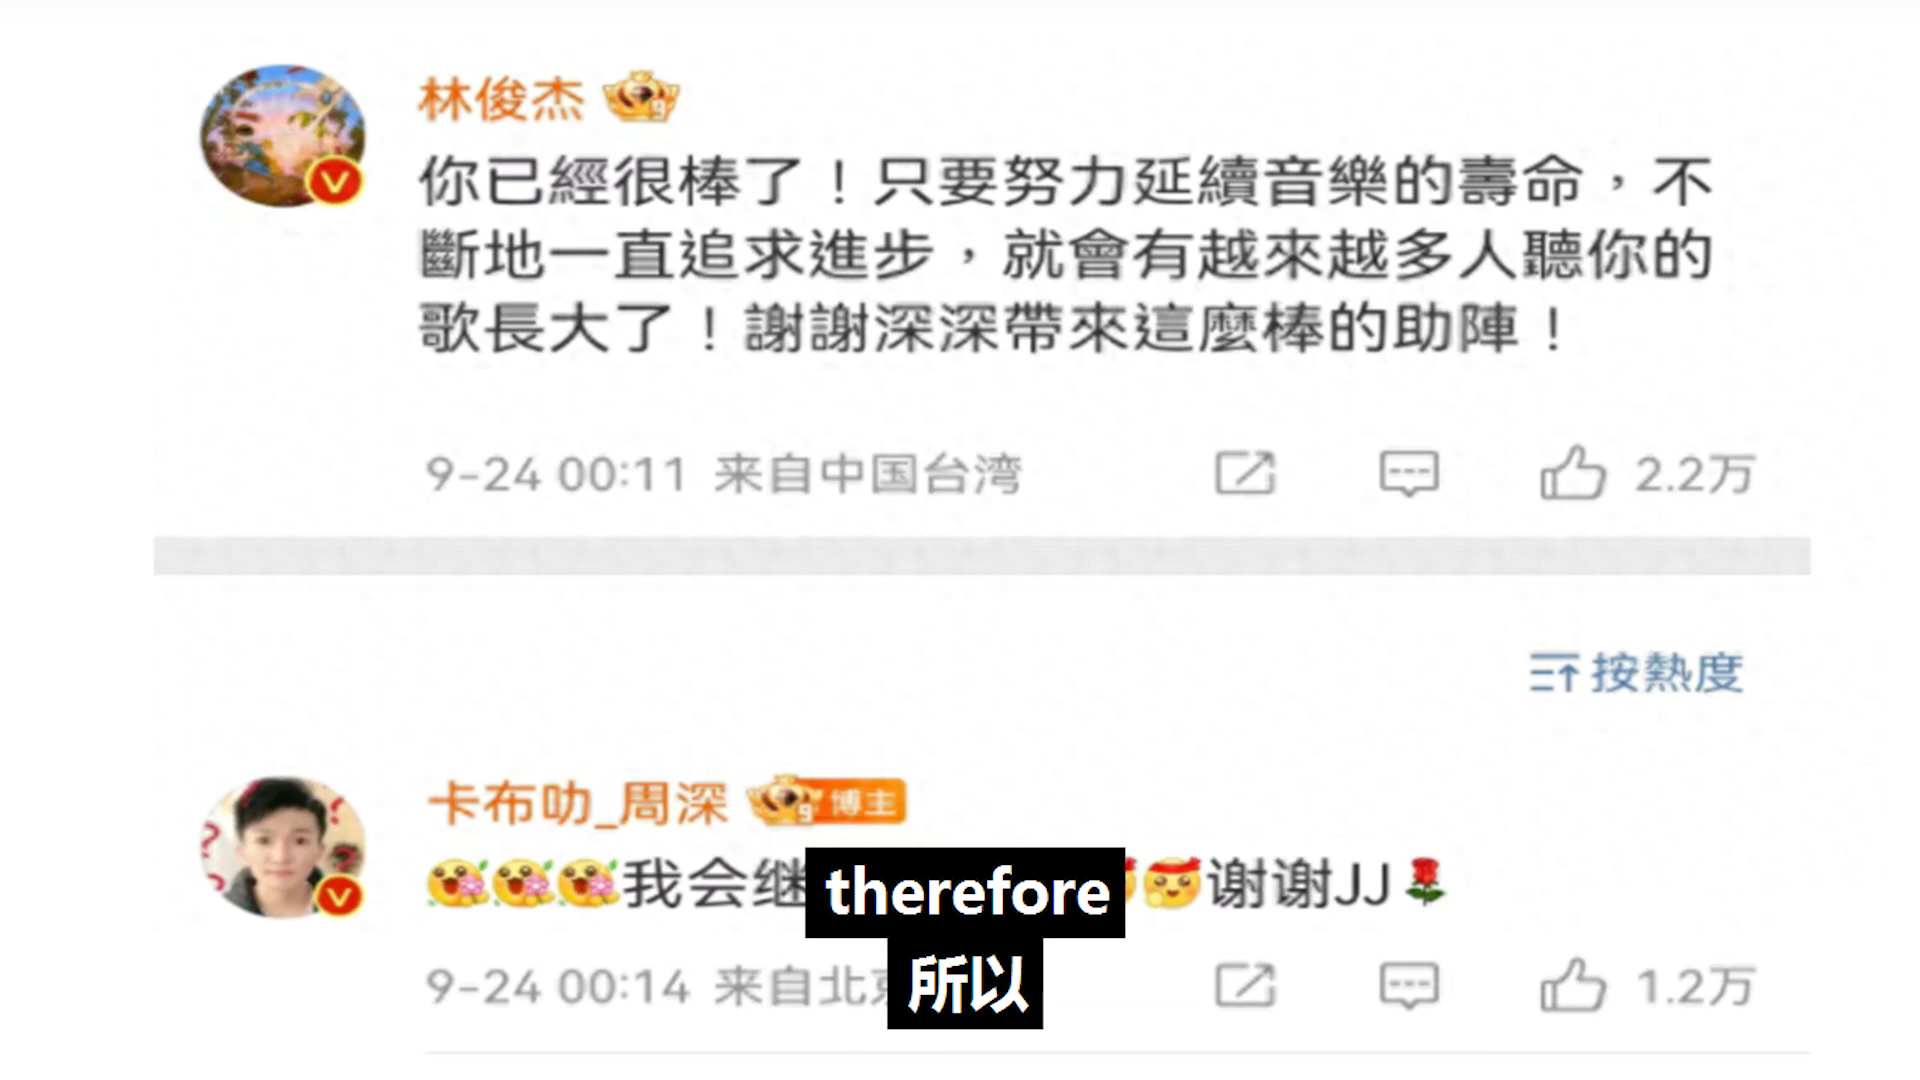 林俊杰
你已經很棒了！只要努力延續音樂的壽命，不
斷地一直追求進步，就會有越來越多人聽你的
歌長大了！謝謝深深帶來這麼棒的助陣！
9-24 00:11 来自中国台湾
2.2万
按熱度
卡布叻_周深 博主
我会继 谢谢JJ
therefore
9-24 00:14 来自北
所以
1.2万